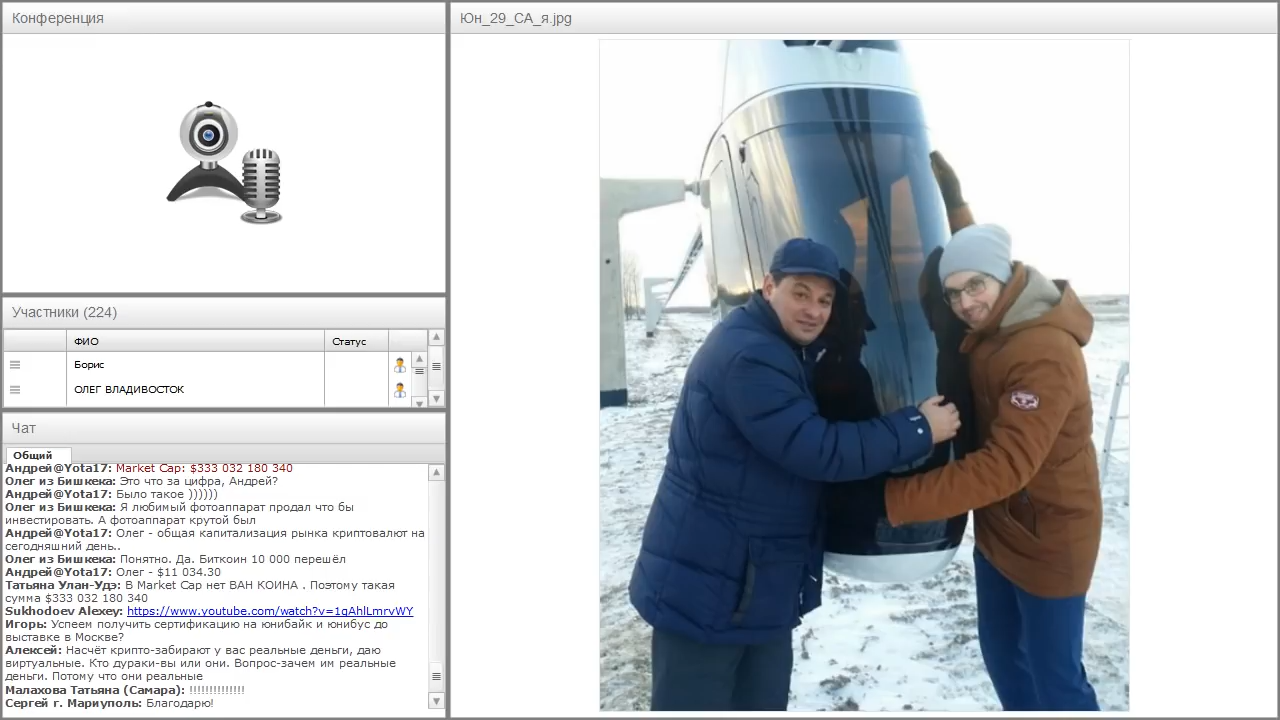 Конференция
Юн_29_СА_я.jpg
Участники (224)
ФИО Статус
Борис
ОЛЕГ ВЛАДИВОСТОК
Чат
Общий
Андрей@Yota17: Market Cap: $333 032 180 340
Олег из Бишкека: Это что за цифра, Андрей?
Андрей@Yota17: Было такое ))))))
Олег из Бишкека: Я любимый фотоаппарат продал что бы
инвестировать. А фотоаппарат крутой был
Андрей@Yota17: Олег - общая капитализация рынка криптовалют на
сегодняшний день..
Олег из Бишкека: Понятно. Да. Биткоин 10 000 перешёл
Андрей@Yota17: Олег - $11 034.30
Татьяна Улан-Удэ: В Market Cap нет ВАН КОИНА . Поэтому такая
сумма $333 032 180 340
Sukhodoev Alexey: https://www.youtube.com/watch?v=1gAhlLmrvWY
Игорь: Успеем получить сертификацию на юнибайк и юнибус до
выставке в Москве?
Алексей: Насчёт крипто-забирают у вас реальные деньги, даю
виртуальные. Кто дураки-вы или они. Вопрос-зачем им реальные
деньги. Потому что они реальные
Малахова Татьяна (Самара): !!!!!!!!!!!!!
Сергей г. Мариуполь: Благодарю!